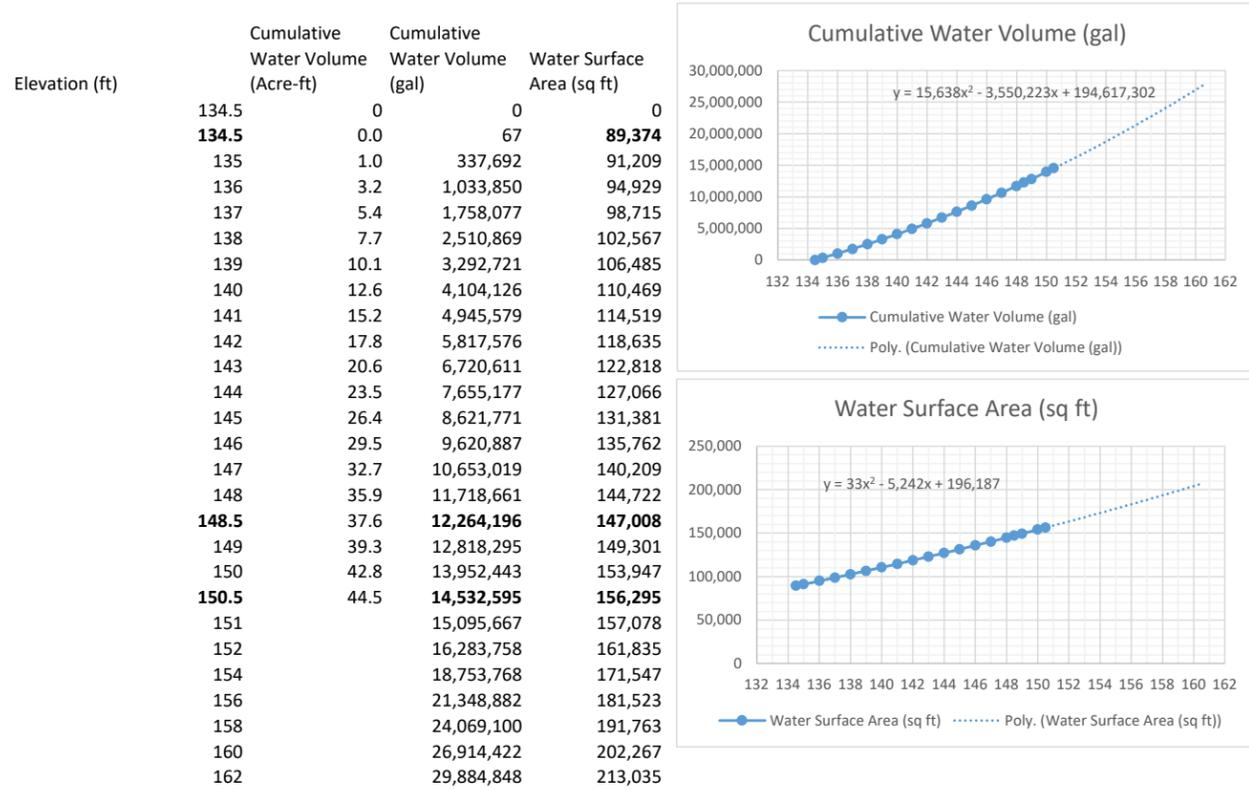 Cumulative Cumulative
Water Volume Water Volume Water Surface
Elevation (ft) (Acre-ft) (gal) Area (sq ft)
134.5 0 0 0
134.5 0.0 67 89,374
135 1.0 337,692 91,209
136 3.2 1,033,850 94,929
137 5.4 1,758,077 98,715
138 7.7 2,510,869 102,567
139 10.1 3,292,721 106,485
140 12.6 4,104,126 110,469
141 15.2 4,945,579 114,519
142 17.8 5,817,576 118,635
143 20.6 6,720,611 122,818
144 23.5 7,655,177 127,066
145 26.4 8,621,771 131,381
146 29.5 9,620,887 135,762
147 32.7 10,653,019 140,209
148 35.9 11,718,661 144,722
148.5 37.6 12,264,196 147,008
149 39.3 12,818,295 149,301
150 42.8 13,952,443 153,947
150.5 44.5 14,532,595 156,295
151 15,095,667 157,078
152 16,283,758 161,835
154 18,753,768 171,547
156 21,348,882 181,523
158 24,069,100 191,763
160 26,914,422 202,267
162 29,884,848 213,035
Cumulative Water Volume (gal)
30,000,000
y = 15,638x² - 3,550,223x + 194,617,302
25,000,000
20,000,000
15,000,000
10,000,000
5,000,000
0
132 134 136 138 140 142 144 146 148 150 152 154 156 158 160 162
Cumulative Water Volume (gal)
Poly. (Cumulative Water Volume (gal))
Water Surface Area (sq ft)
250,000
200,000
y = 33x² - 5,242x + 196,187
150,000
100,000
50,000
0
132 134 136 138 140 142 144 146 148 150 152 154 156 158 160 162
Water Surface Area (sq ft) Poly. (Water Surface Area (sq ft))